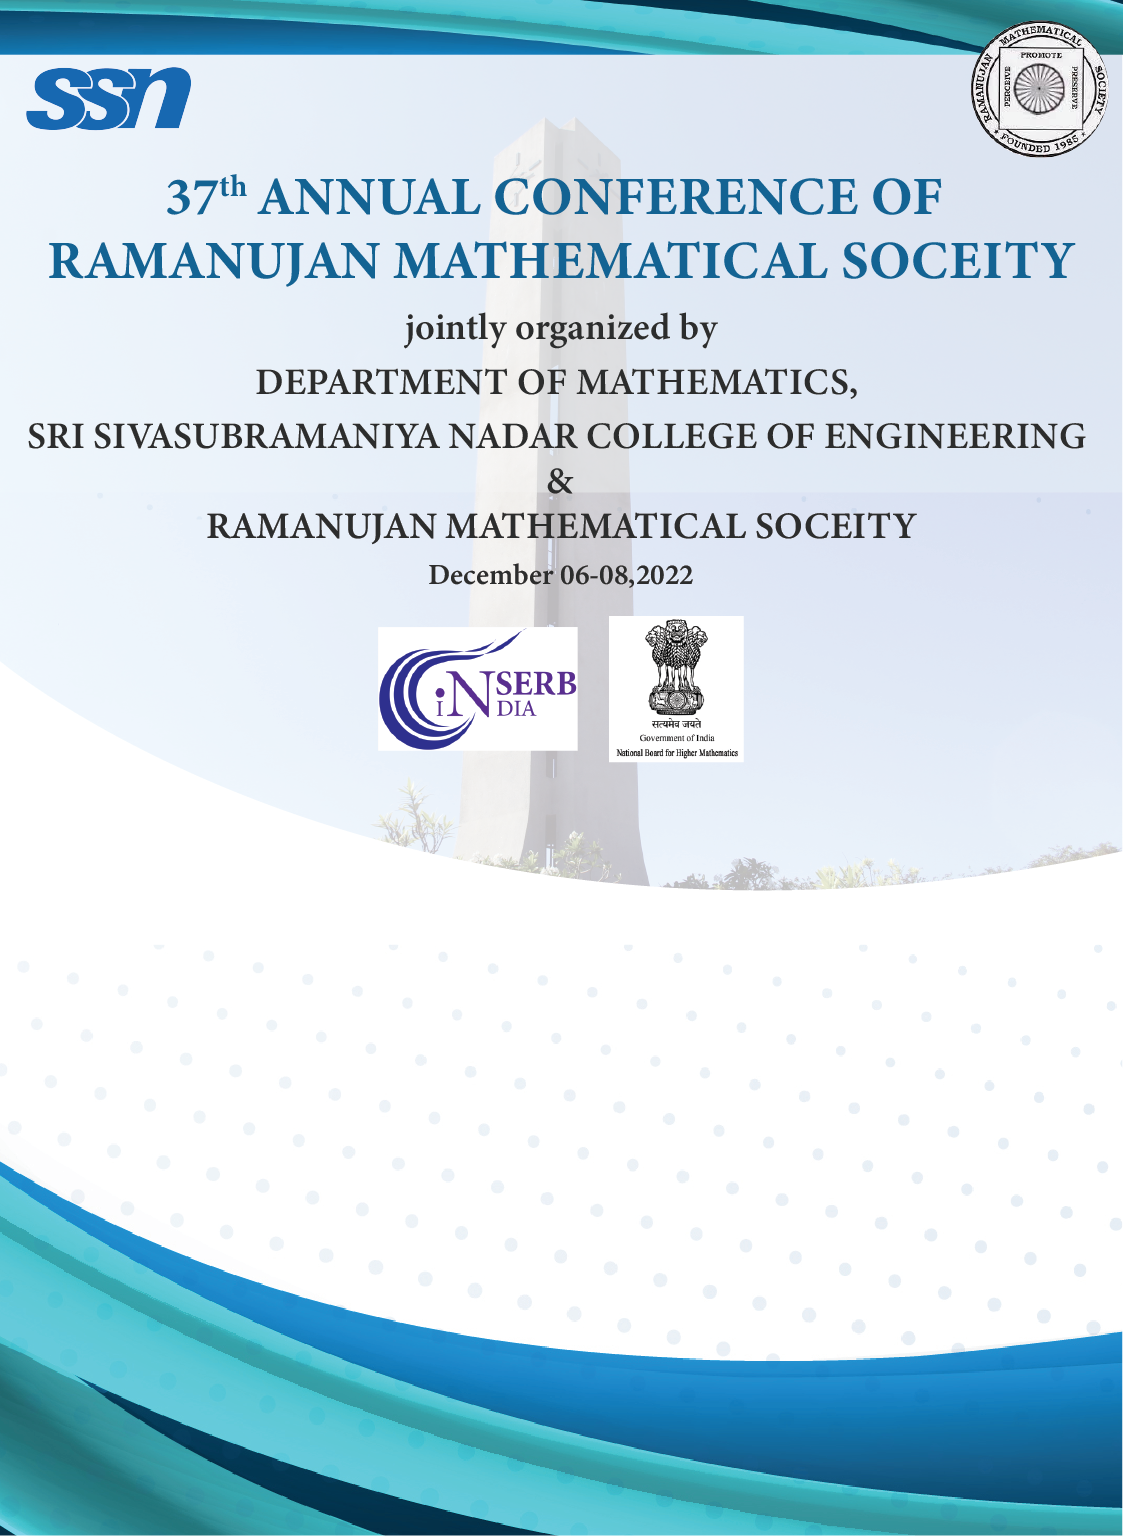 ssn
RAMANUJAN MATHEMATICAL SOCIETY
PROMOTE
PERCEIVE
PRESERVE
* FOUNDED 1985 *
37th ANNUAL CONFERENCE OF
RAMANUJAN MATHEMATICAL SOCEITY
jointly organized by
DEPARTMENT OF MATHEMATICS,
SRI SIVASUBRAMANIYA NADAR COLLEGE OF ENGINEERING
&
RAMANUJAN MATHEMATICAL SOCEITY
December 06-08,2022
iN SERB
INDIA
सत्यमेव जयते
Government of India
National Board for Higher Mathematics